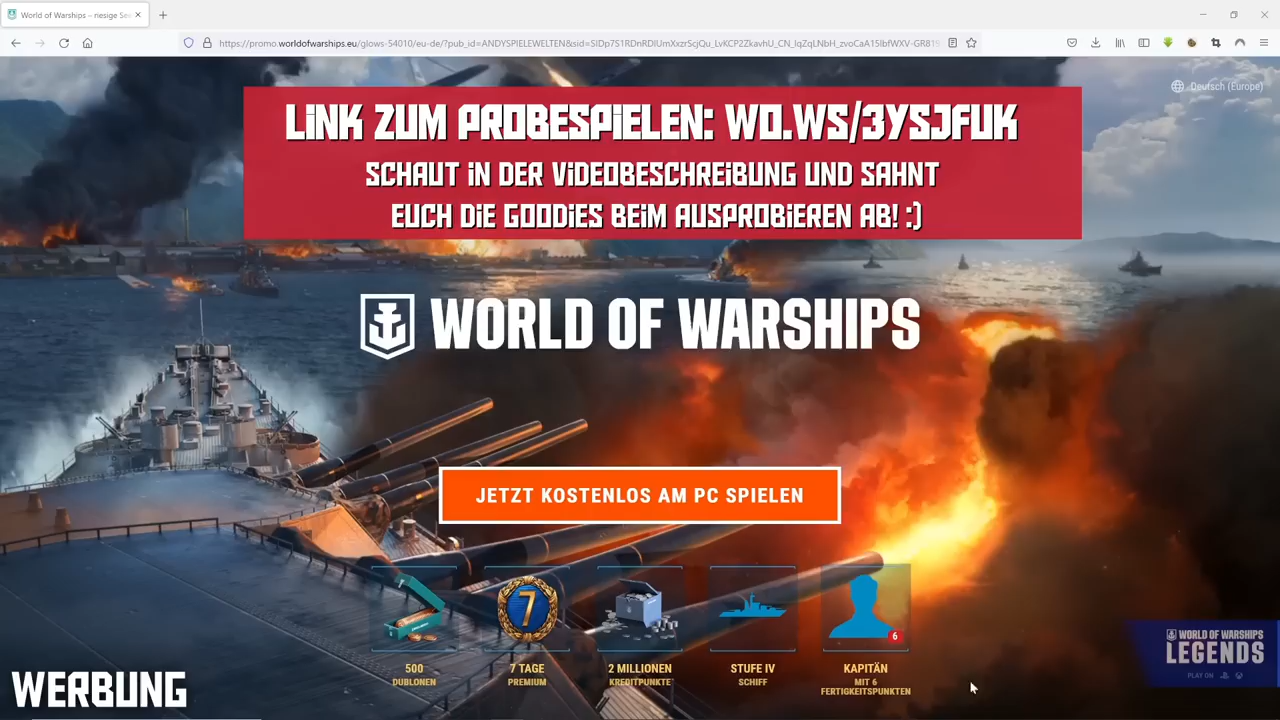 World of Warships – riesige See
https://promo.worldofwarships.eu/glows-54010/eu-de/?pub_id=ANDYSPIELEWELTEN&sid=
Deutsch (Europe)
LINK ZUM PROBESPIELEN: WO.WS/3YSJFUK
SCHAUT IN DER VIDEOBESCHREIBUNG UND SAHNT
EUCH DIE GOODIES BEIM AUSPROBIEREN AB! :)
WORLD OF WARSHIPS
JETZT KOSTENLOS AM PC SPIELEN
7
6
500
DUBLONEN
7 TAGE
PREMIUM
2 MILLIONEN
KREDITPUNKTE
STUFE IV
SCHIFF
KAPITÄN
MIT 6
FERTIGKEITSPUNKTEN
WORLD OF WARSHIPS
LEGENDS
PLAY ON
WERBUNG